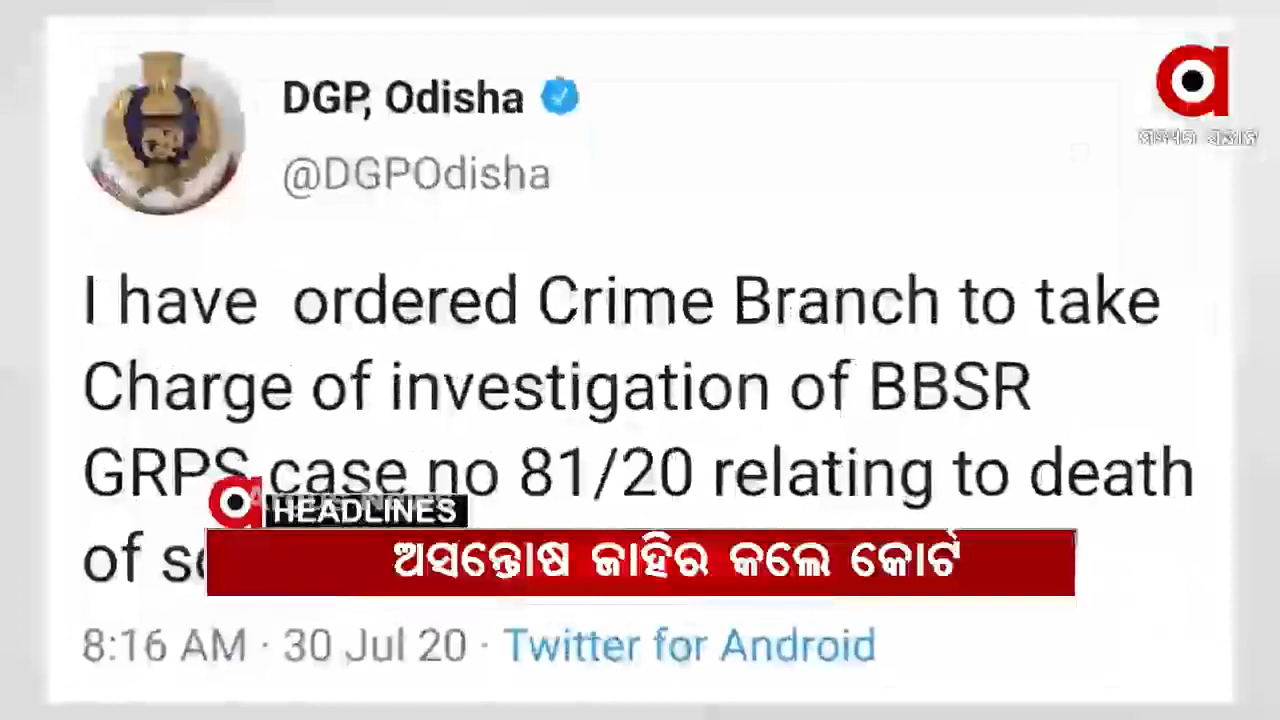 DGP, Odisha
@DGPOdisha
I have ordered Crime Branch to take
Charge of investigation of BBSR
GRPS case no 81/20 relating to death
of
HEADLINES
ଅସନ୍ତୋଷ ଜାହିର କଲେ କୋର୍ଟ
8:16 AM · 30 Jul 20 · Twitter for Android